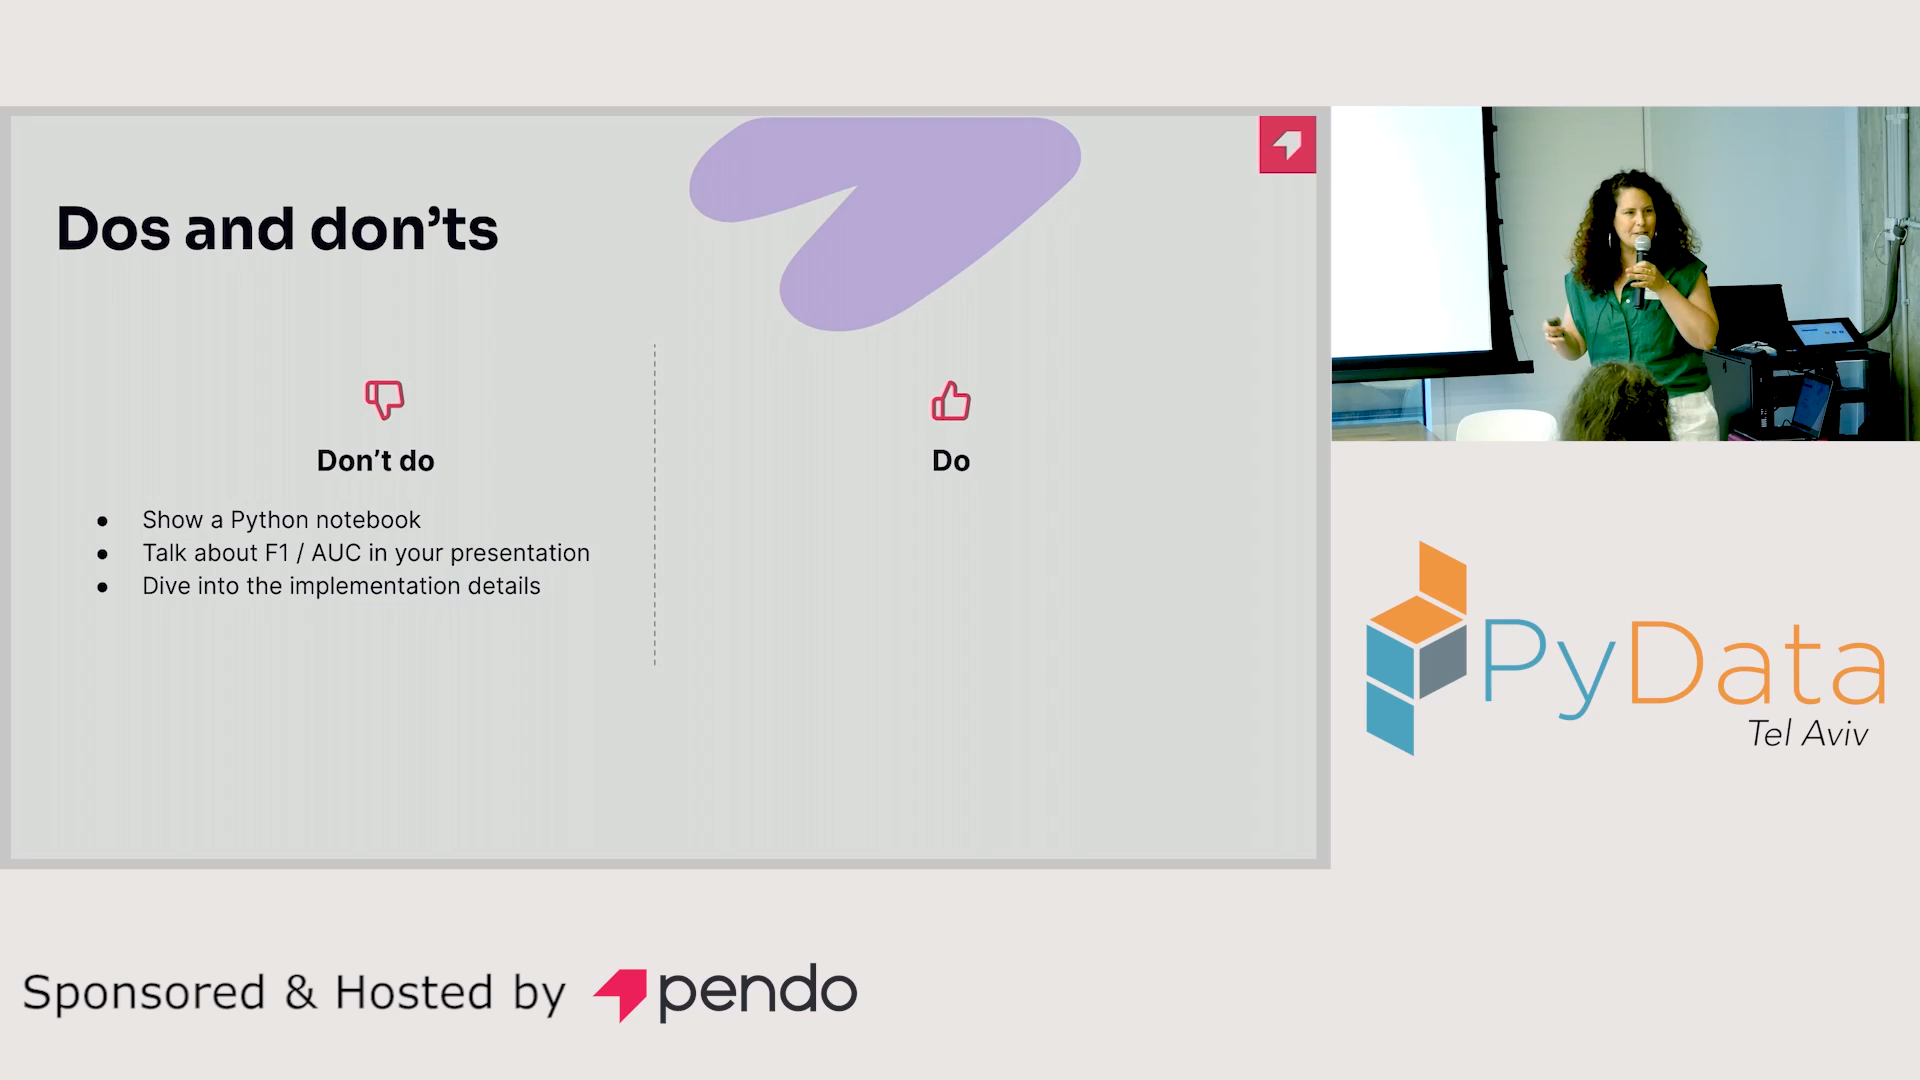 Dos and don'ts
Don't do
Show a Python notebook
Talk about F1 / AUC in your presentation
Dive into the implementation details
Do
PyData
Tel Aviv
Sponsored & Hosted by pendo